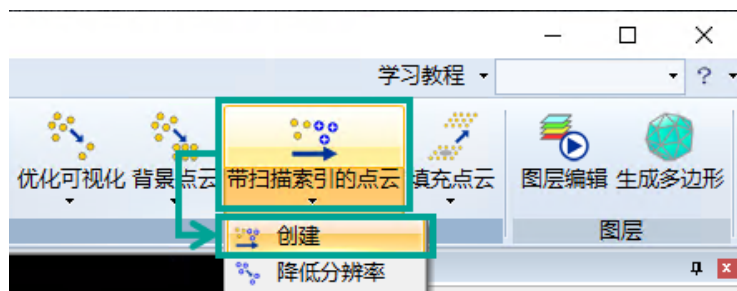 学习教程
?
优化可视化 背景点云 带扫描索引的点云 填充点云 图层编辑 生成多边形
创建
图层
降低分辨率